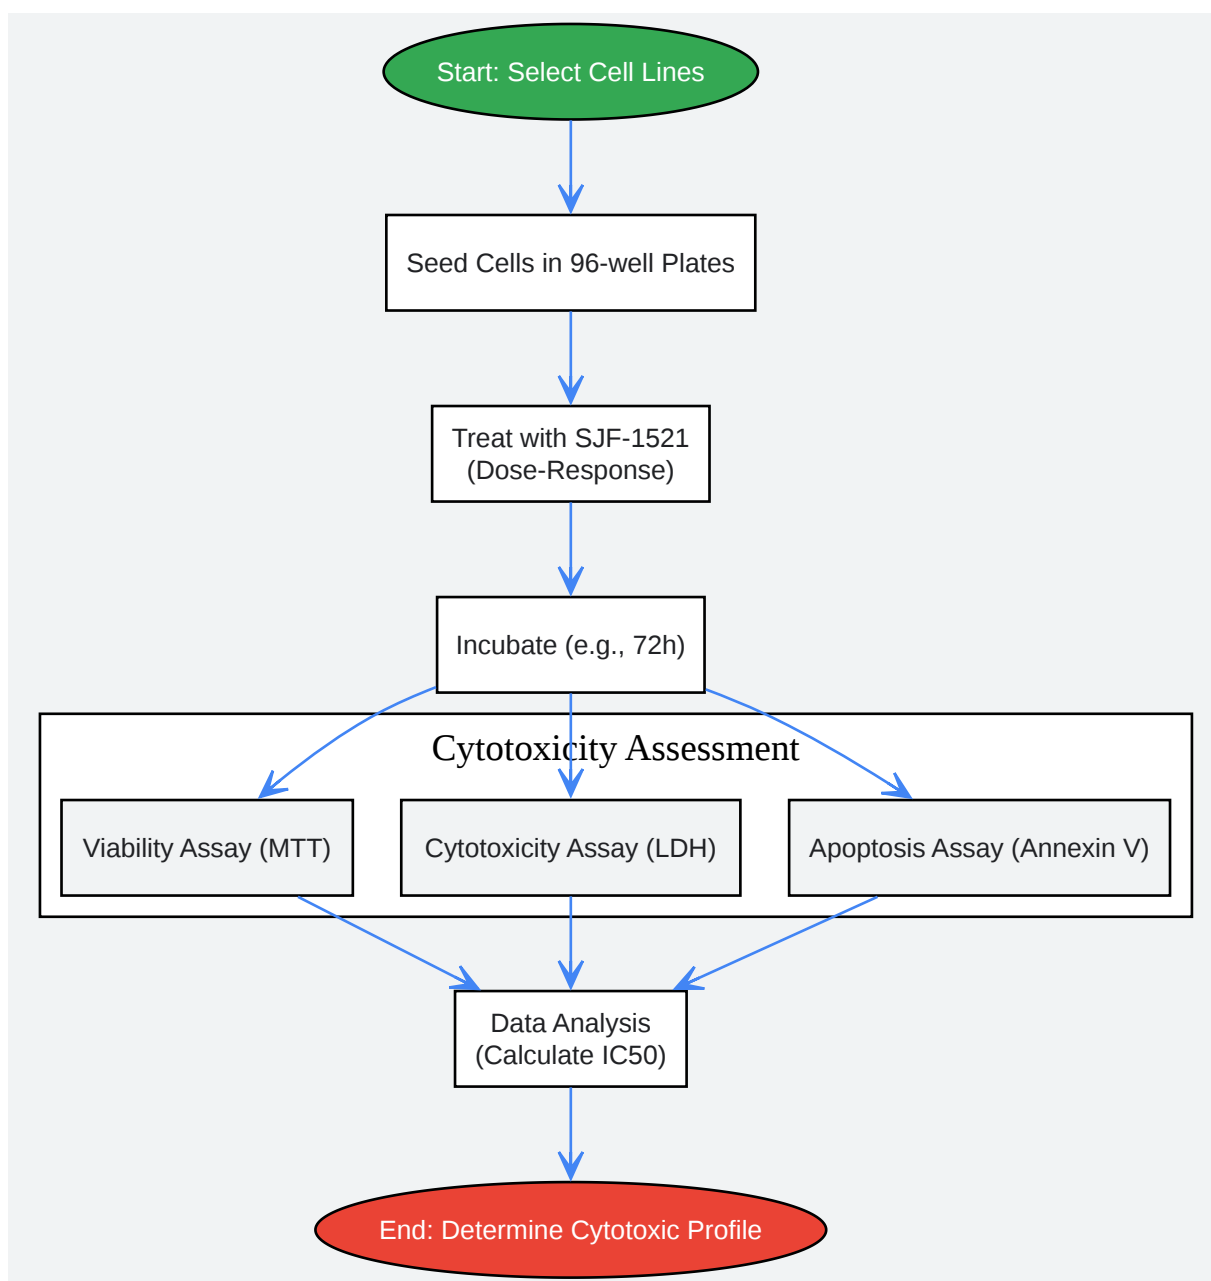 Start: Select Cell Lines
Seed Cells in 96-well Plates
Treat with SJF-1521
(Dose-Response)
Incubate (e.g., 72h)
Cytotoxicity Assessment
Viability Assay (MTT)
Cytotoxicity Assay (LDH)
Apoptosis Assay (Annexin V)
Data Analysis
(Calculate IC50)
End: Determine Cytotoxic Profile